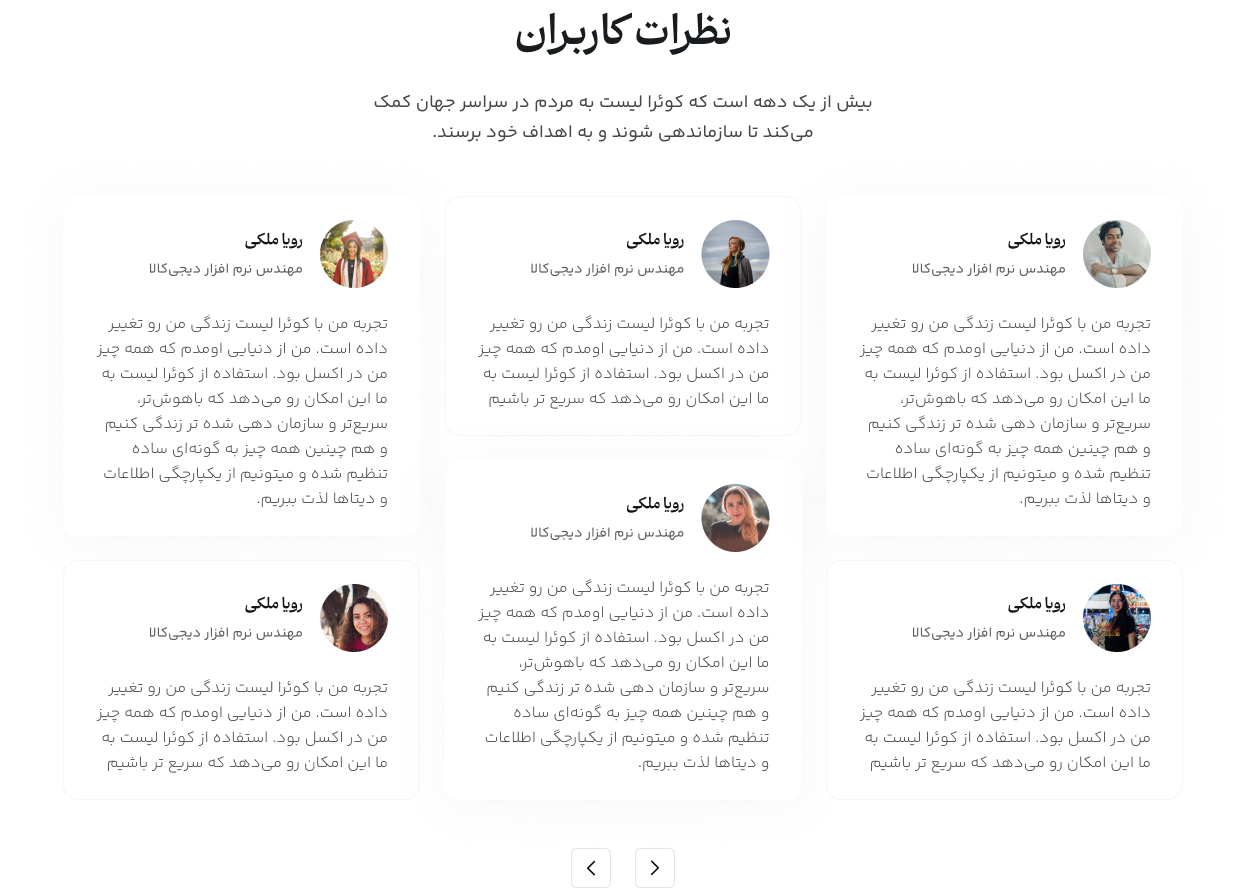 نظرات کاربران
بیش از یک دهه است که کوئرا لیست به مردم در سراسر جهان کمک
می‌کند تا سازماندهی شوند و به اهداف خود برسند.
رویا ملکی
مهندس نرم افزار دیجی‌کالا
تجربه من با کوئرا لیست زندگی من رو تغییر
داده است. من از دنیایی اومدم که همه چیز
من در اکسل بود. استفاده از کوئرا لیست به
ما این امکان رو می‌دهد که باهوش‌تر،
سریع‌تر و سازمان دهی شده تر زندگی کنیم
و هم چینین همه چیز به گونه‌ای ساده
تنظیم شده و میتونیم از یکپارچگی اطلاعات
و دیتاها لذت ببریم.
رویا ملکی
مهندس نرم افزار دیجی‌کالا
تجربه من با کوئرا لیست زندگی من رو تغییر
داده است. من از دنیایی اومدم که همه چیز
من در اکسل بود. استفاده از کوئرا لیست به
ما این امکان رو می‌دهد که سریع تر باشیم
رویا ملکی
مهندس نرم افزار دیجی‌کالا
تجربه من با کوئرا لیست زندگی من رو تغییر
داده است. من از دنیایی اومدم که همه چیز
من در اکسل بود. استفاده از کوئرا لیست به
ما این امکان رو می‌دهد که سریع تر باشیم
رویا ملکی
مهندس نرم افزار دیجی‌کالا
تجربه من با کوئرا لیست زندگی من رو تغییر
داده است. من از دنیایی اومدم که همه چیز
من در اکسل بود. استفاده از کوئرا لیست به
ما این امکان رو می‌دهد که باهوش‌تر،
سریع‌تر و سازمان دهی شده تر زندگی کنیم
و هم چینین همه چیز به گونه‌ای ساده
تنظیم شده و میتونیم از یکپارچگی اطلاعات
و دیتاها لذت ببریم.
رویا ملکی
مهندس نرم افزار دیجی‌کالا
تجربه من با کوئرا لیست زندگی من رو تغییر
داده است. من از دنیایی اومدم که همه چیز
من در اکسل بود. استفاده از کوئرا لیست به
ما این امکان رو می‌دهد که باهوش‌تر،
سریع‌تر و سازمان دهی شده تر زندگی کنیم
و هم چینین همه چیز به گونه‌ای ساده
تنظیم شده و میتونیم از یکپارچگی اطلاعات
و دیتاها لذت ببریم.
رویا ملکی
مهندس نرم افزار دیجی‌کالا
تجربه من با کوئرا لیست زندگی من رو تغییر
داده است. من از دنیایی اومدم که همه چیز
من در اکسل بود. استفاده از کوئرا لیست به
ما این امکان رو می‌دهد که سریع تر باشیم